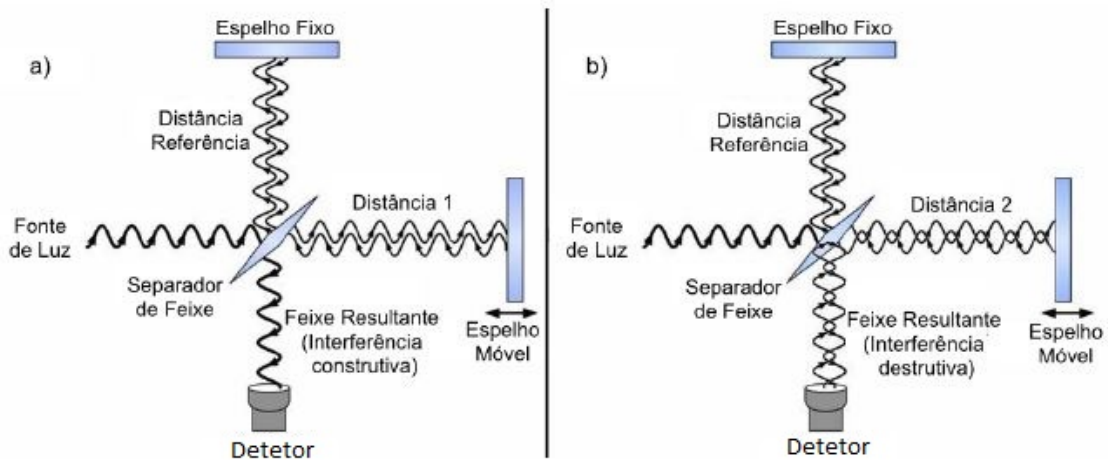 a)
Espelho Fixo
Distância
Referência
Distância 1
Fonte
de Luz
Separador
de Feixe
Feixe Resultante
(Interferência
construtiva)
Espelho
Móvel
Detetor
b)
Espelho Fixo
Distância
Referência
Distância 2
Fonte
de Luz
Separador
de Feixe
Feixe Resultante
(Interferência
destrutiva)
Espelho
Móvel
Detetor